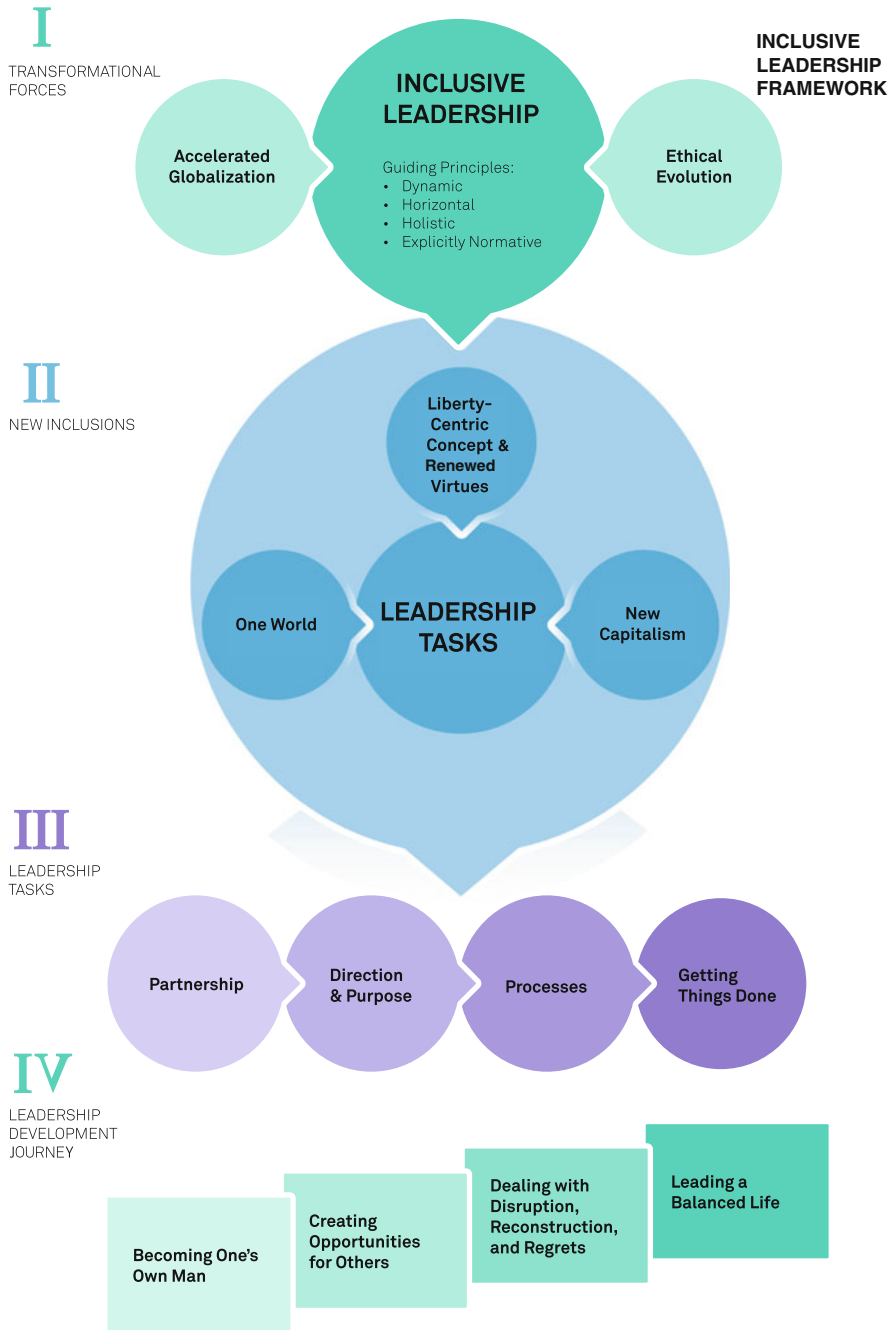 I
TRANSFORMATIONAL
FORCES
INCLUSIVE
LEADERSHIP
FRAMEWORK
INCLUSIVE
LEADERSHIP
Guiding Principles:
• Dynamic
• Horizontal
• Holistic
• Explicitly Normative
Accelerated
Globalization
Ethical
Evolution
II
NEW INCLUSIONS
Liberty-
Centric
Concept &
Renewed
Virtues
One World
LEADERSHIP
TASKS
New
Capitalism
III
LEADERSHIP
TASKS
Partnership
Direction
& Purpose
Processes
Getting
Things Done
IV
LEADERSHIP
DEVELOPMENT
JOURNEY
Becoming One’s
Own Man
Creating
Opportunities
for Others
Dealing with
Disruption,
Reconstruction,
and Regrets
Leading a
Balanced Life